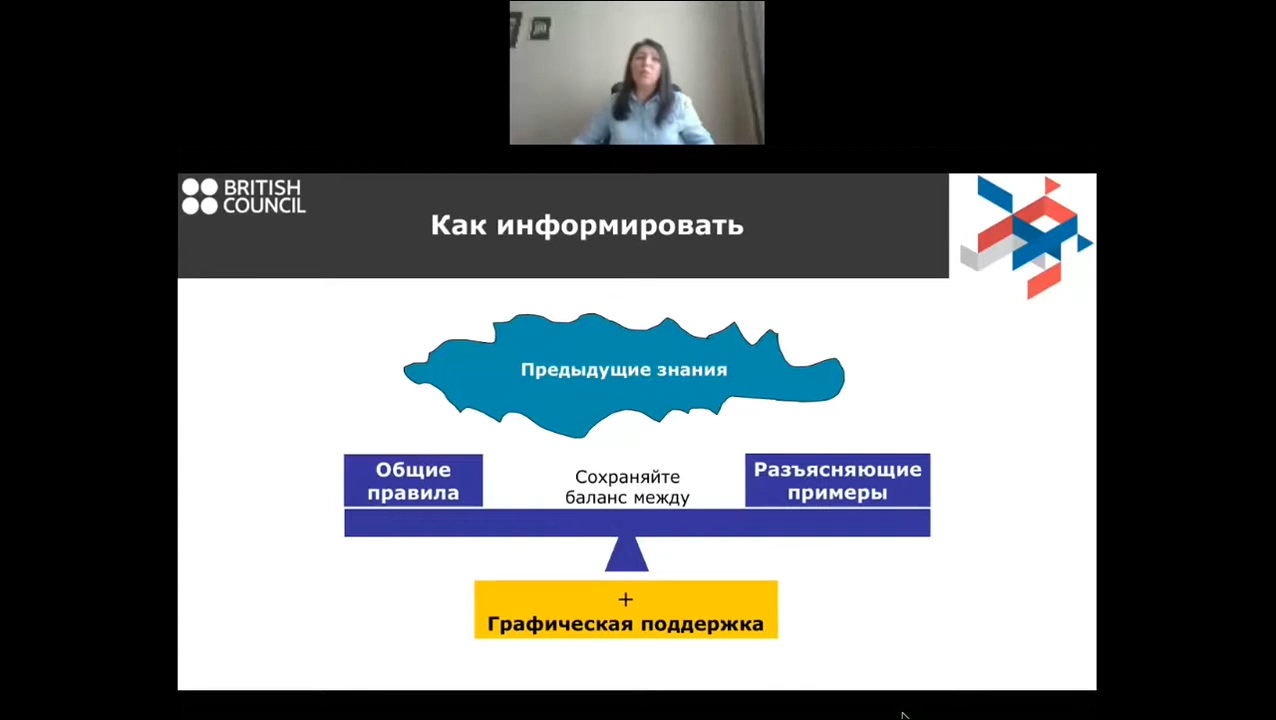 BRITISH
COUNCIL
Как информировать
Предыдущие знания
Общие
правила
Сохраняйте
баланс между
Разъясняющие
примеры
+
Графическая поддержка